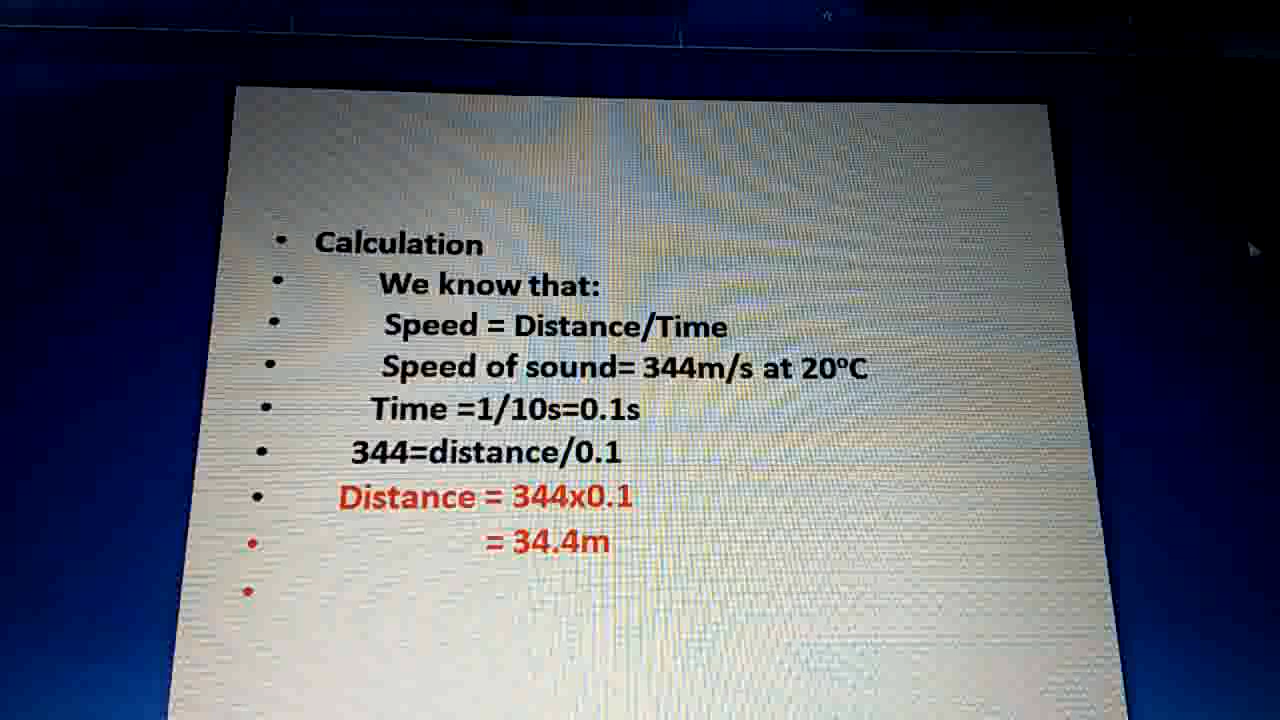 • Calculation
• We know that:
• Speed = Distance/Time
• Speed of sound= 344m/s at 20°C
• Time =1/10s=0.1s
• 344=distance/0.1
• Distance = 344x0.1
• = 34.4m
•